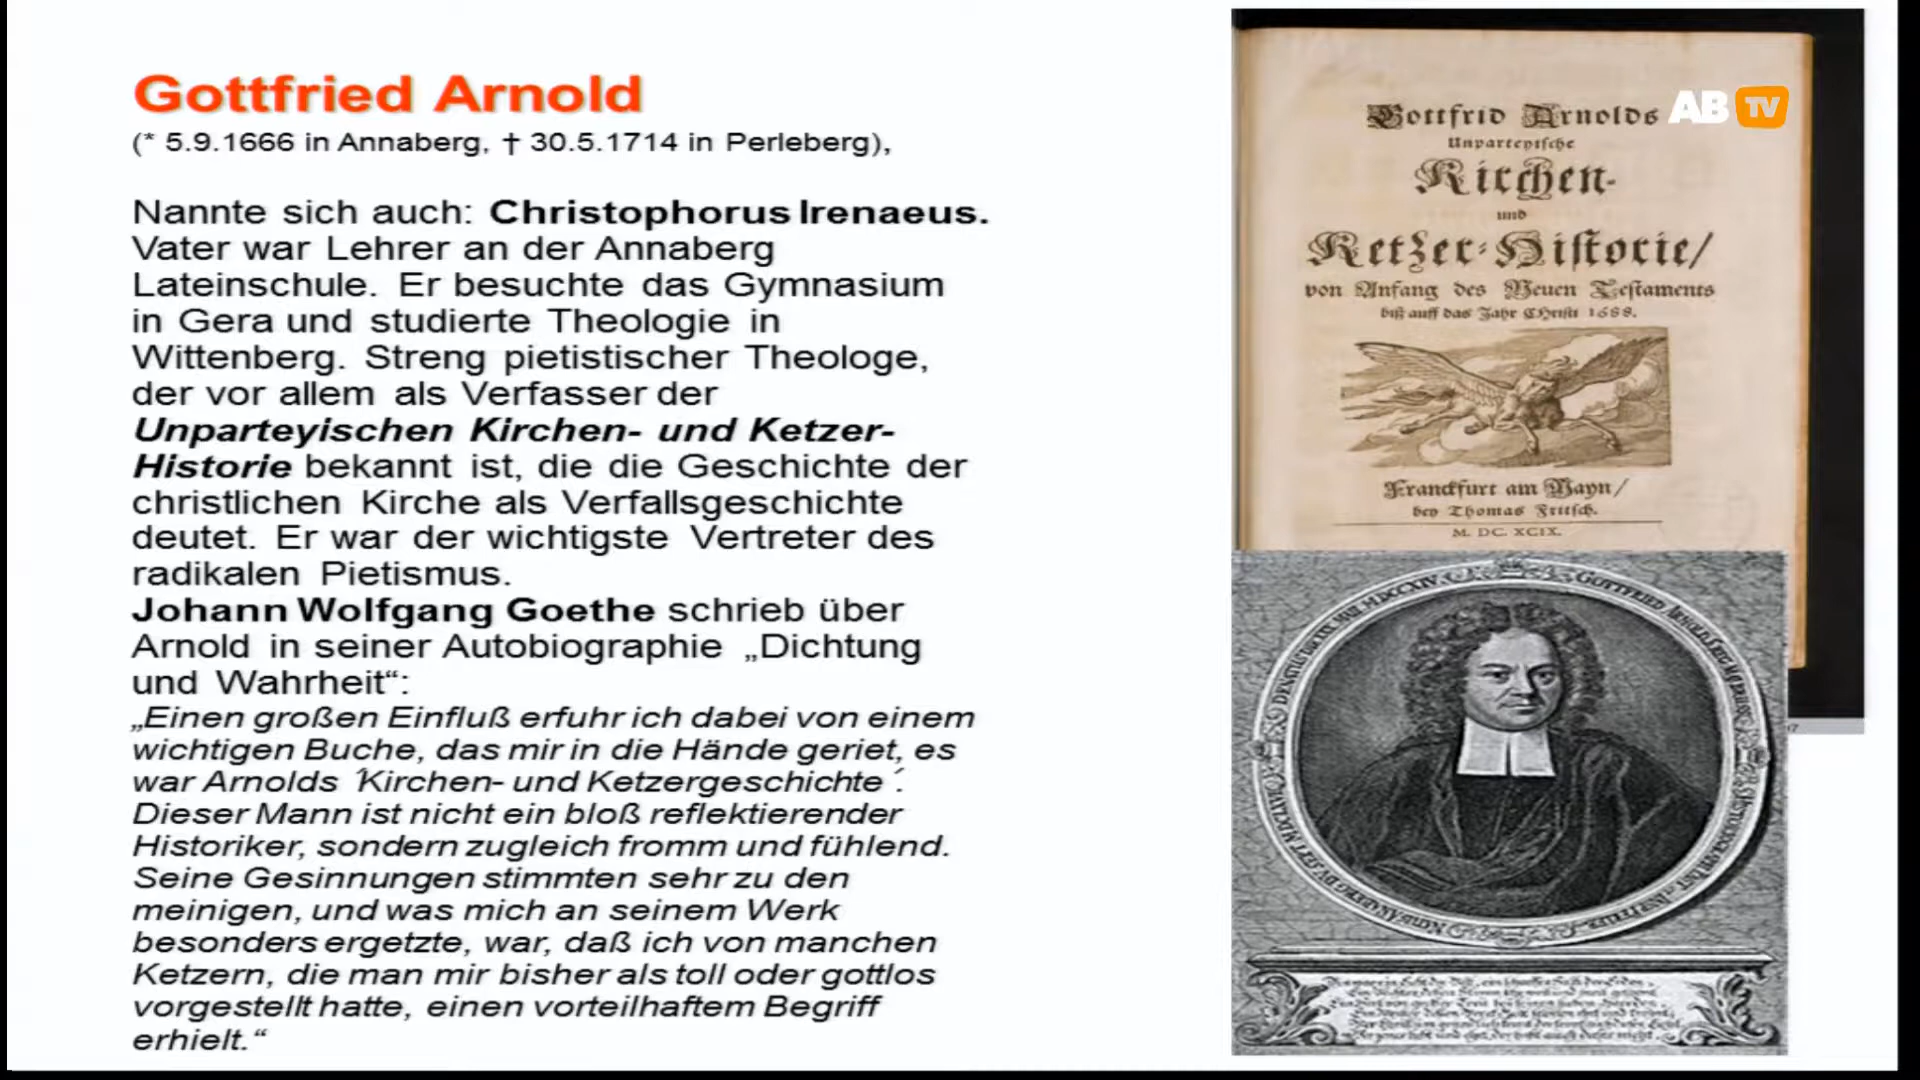 Gottfried Arnold
(* 5.9.1666 in Annaberg, † 30.5.1714 in Perleberg),
Nannte sich auch: Christophorus Irenaeus.
Vater war Lehrer an der Annaberg
Lateinschule. Er besuchte das Gymnasium
in Gera und studierte Theologie in
Wittenberg. Streng pietistischer Theologe,
der vor allem als Verfasser der
Unparteyischen Kirchen- und Ketzer-
Historie bekannt ist, die die Geschichte der
christlichen Kirche als Verfallsgeschichte
deutet. Er war der wichtigste Vertreter des
radikalen Pietismus.
Johann Wolfgang Goethe schrieb über
Arnold in seiner Autobiographie „Dichtung
und Wahrheit“:
„Einen großen Einfluß erfuhr ich dabei von einem
wichtigen Buche, das mir in die Hände geriet, es
war Arnolds ´Kirchen- und Ketzergeschichte´.
Dieser Mann ist nicht ein bloß reflektierender
Historiker, sondern zugleich fromm und fühlend.
Seine Gesinnungen stimmten sehr zu den
meinigen, und was mich an seinem Werk
besonders ergetzte, war, daß ich von manchen
Ketzern, die man mir bisher als toll oder gottlos
vorgestellt hatte, einen vorteilhaftem Begriff
erhielt.“
Gottfrid Arnolds
Unparteyische
Kirchen-
und
Ketzer-Historie/
von Anfang des Neuen Testaments
biß auff das Jahr Christi 1688.
Franckfurt am Mayn/
bey Thomas Fritsch.
M. DC. XCIX.
AB TV
GOTTFRIED ARNOLD